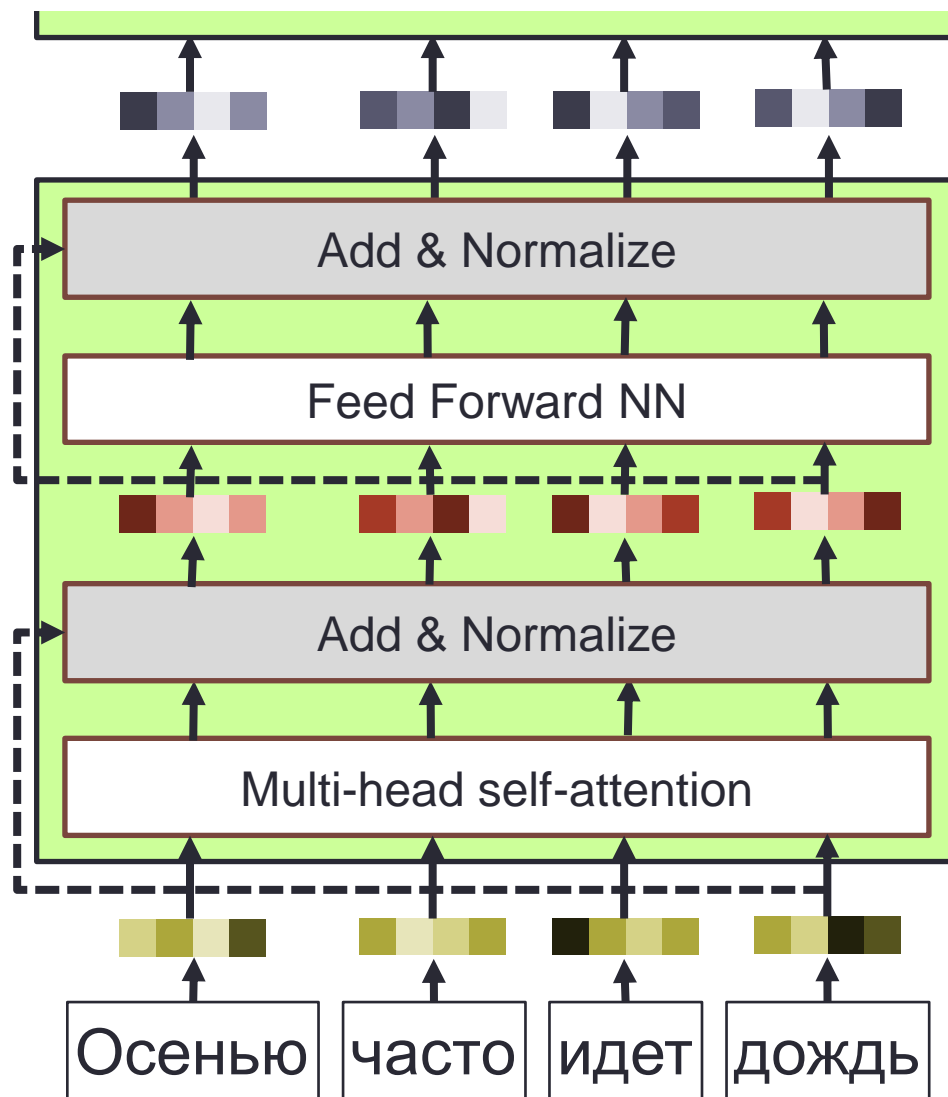 Add & Normalize
Feed Forward NN
Add & Normalize
Multi-head self-attention
Осенью часто идет дождь